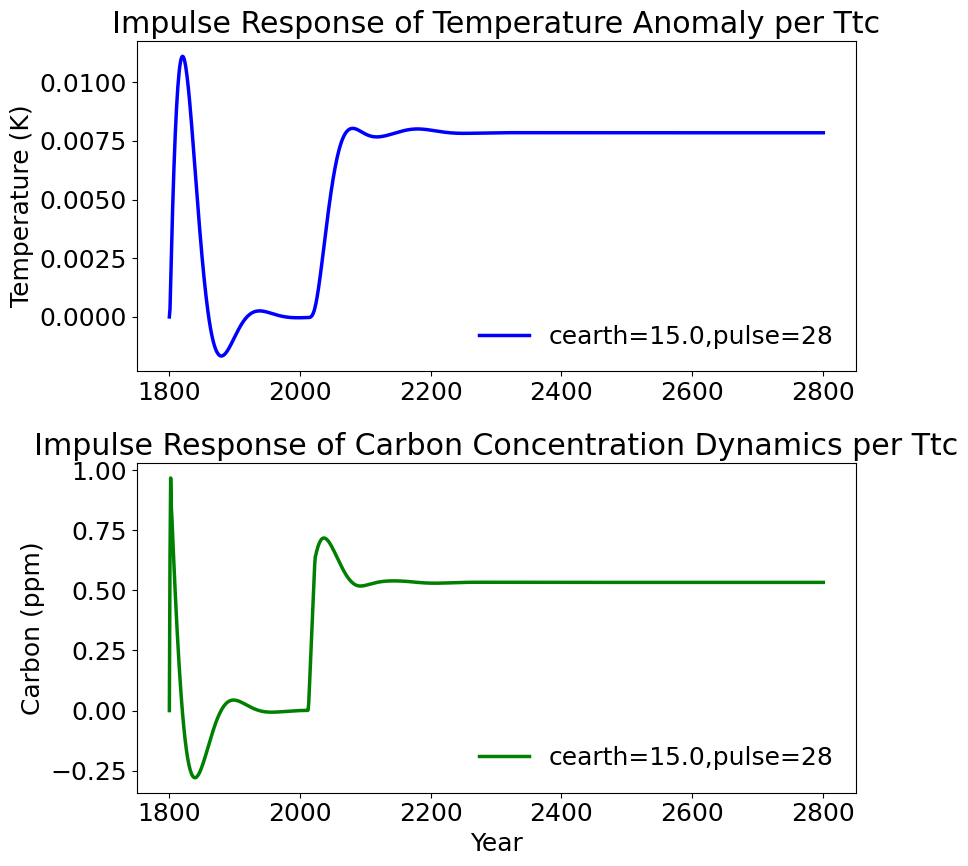 Impulse Response of Temperature Anomaly per Ttc
Temperature (K)
0.0100
0.0075
0.0050
0.0025
0.0000
cearth=15.0,pulse=28
1800 2000 2200 2400 2600 2800
Impulse Response of Carbon Concentration Dynamics per Ttc
Carbon (ppm)
1.00
0.75
0.50
0.25
0.00
−0.25
cearth=15.0,pulse=28
1800 2000 2200 2400 2600 2800
Year